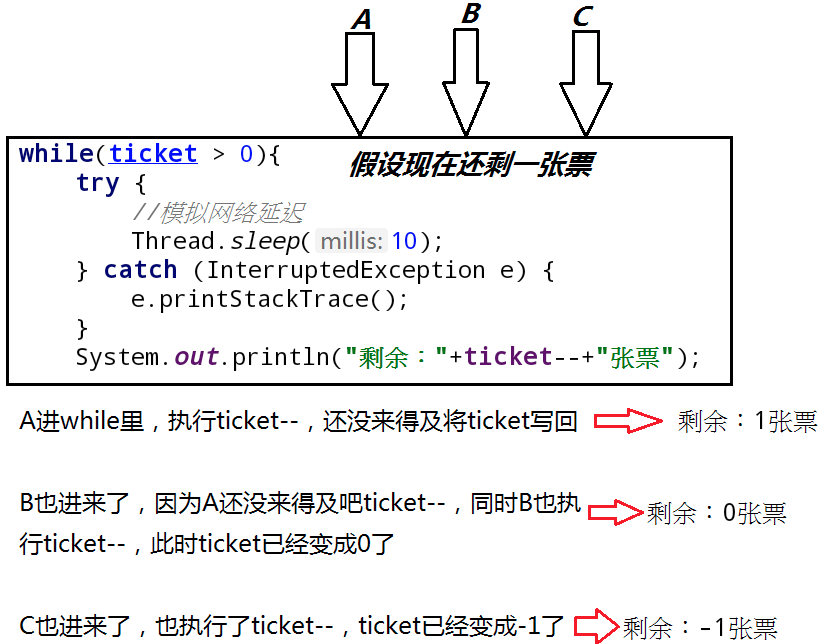 A B C
while(ticket > 0){
假设现在还剩一张票
try {
//模拟网络延迟
Thread.sleep( millis: 10);
} catch (InterruptedException e) {
e.printStackTrace();
}
System.out.println("剩余："+ticket--+"张票");
A进while里，执行ticket--，还没来得及将ticket写回
剩余：1张票
B也进来了，因为A还没来得及吧ticket--，同时B也执
行ticket--，此时ticket已经变成0了
剩余：0张票
C也进来了，也执行了ticket--，ticket已经变成-1了
剩余：-1张票